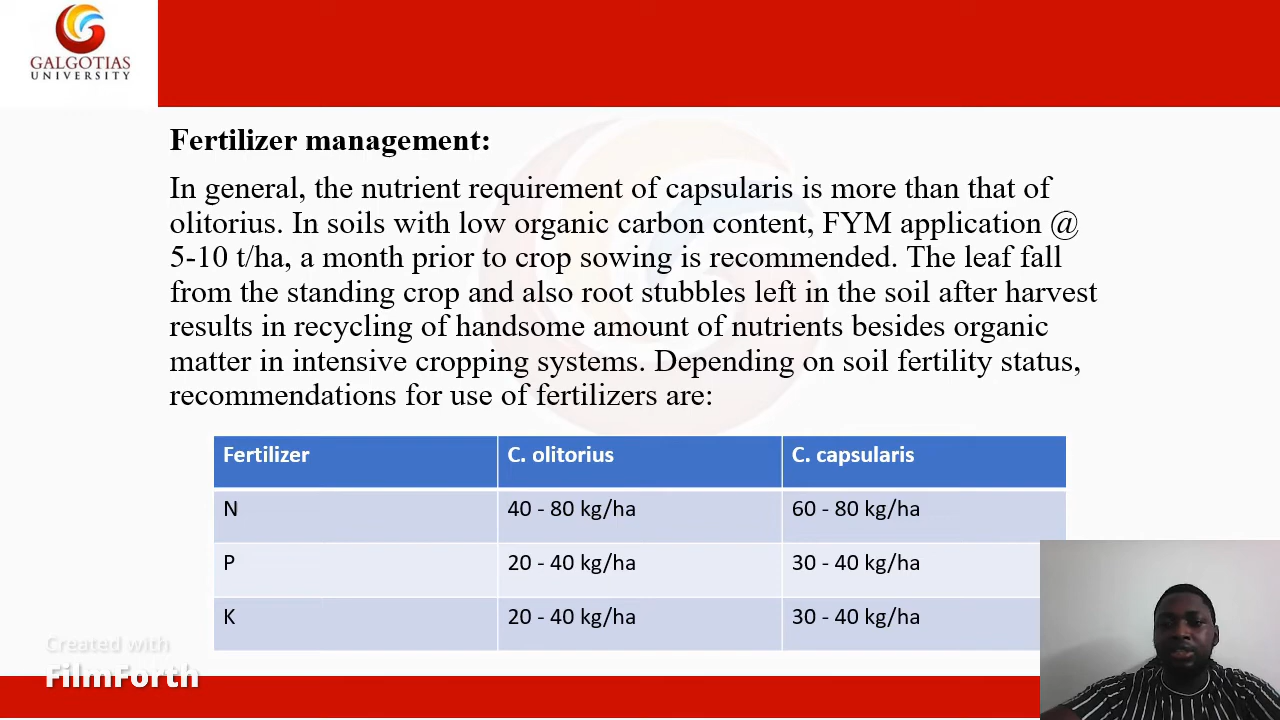 GALGOTIAS
UNIVERSITY
Fertilizer management:
In general, the nutrient requirement of capsularis is more than that of
olitorius. In soils with low organic carbon content, FYM application @
5-10 t/ha, a month prior to crop sowing is recommended. The leaf fall
from the standing crop and also root stubbles left in the soil after harvest
results in recycling of handsome amount of nutrients besides organic
matter in intensive cropping systems. Depending on soil fertility status,
recommendations for use of fertilizers are:
Fertilizer C. olitorius C. capsularis
N 40 - 80 kg/ha 60 - 80 kg/ha
P 20 - 40 kg/ha 30 - 40 kg/ha
K 20 - 40 kg/ha 30 - 40 kg/ha
Created with
FilmForth